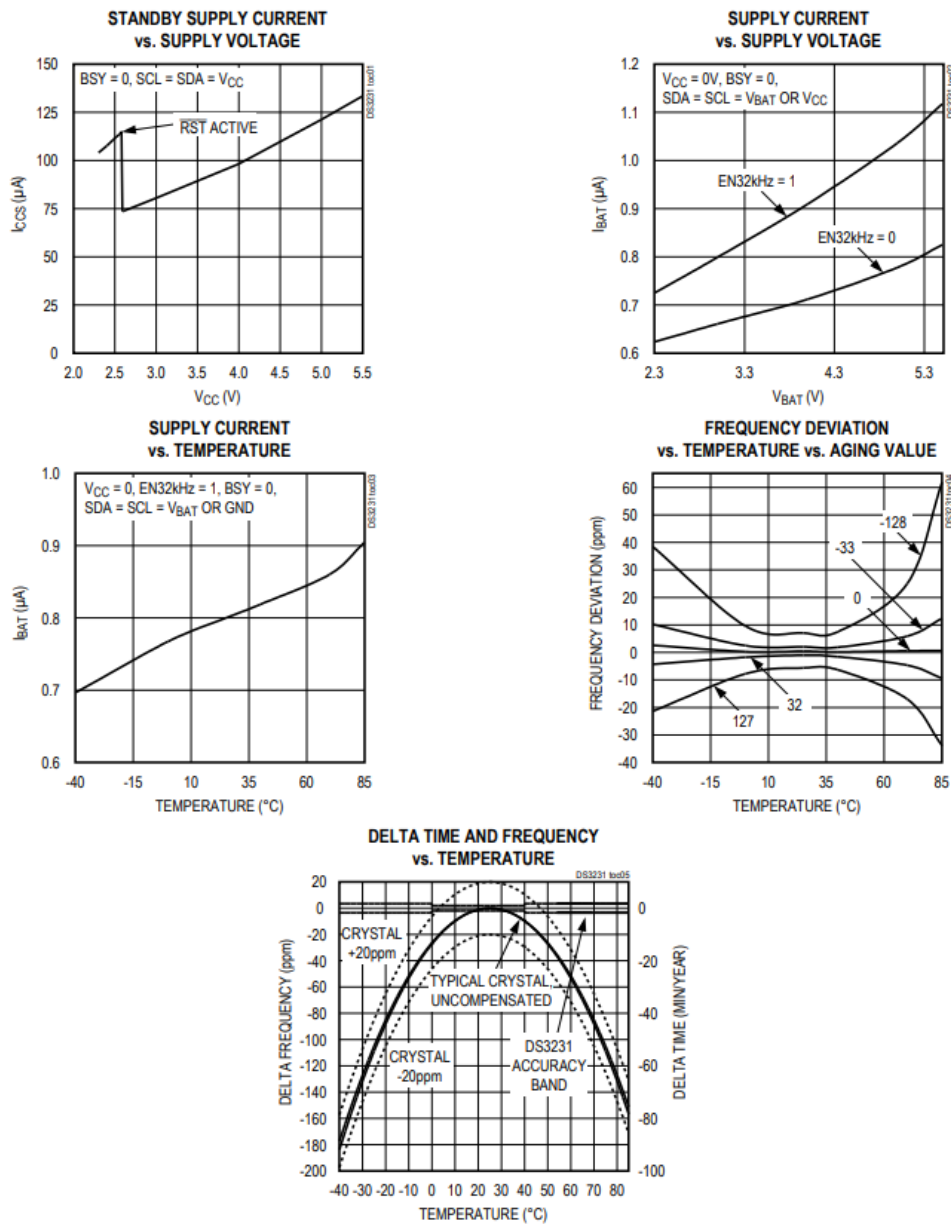 STANDBY SUPPLY CURRENT
vs. SUPPLY VOLTAGE
DS3231 toc01
BSY = 0, SCL = SDA = VCC
RST ACTIVE
150
125
100
75
50
25
0
ICCS (µA)
2.0 2.5 3.0 3.5 4.0 4.5 5.0 5.5
VCC (V)
SUPPLY CURRENT
vs. SUPPLY VOLTAGE
VCC = 0V, BSY = 0,
SDA = SCL = VBAT OR VCC
EN32kHz = 1
EN32kHz = 0
1.2
1.1
1.0
0.9
0.8
0.7
0.6
IBAT (µA)
2.3 3.3 4.3 5.3
VBAT (V)
SUPPLY CURRENT
vs. TEMPERATURE
DS3231 toc03
VCC = 0, EN32kHz = 1, BSY = 0,
SDA = SCL = VBAT OR GND
1.0
0.9
0.8
0.7
0.6
IBAT (µA)
-40 -15 10 35 60 85
TEMPERATURE (°C)
FREQUENCY DEVIATION
vs. TEMPERATURE vs. AGING VALUE
-128
-33
0
32
127
60
50
40
30
20
10
0
-10
-20
-30
-40
FREQUENCY DEVIATION (ppm)
-40 -15 10 35 60 85
TEMPERATURE (°C)
DELTA TIME AND FREQUENCY
vs. TEMPERATURE
DS3231 toc05
20
0
-20
-40
-60
-80
-100
-120
-140
-160
-180
-200
DELTA FREQUENCY (ppm)
CRYSTAL
+20ppm
TYPICAL CRYSTAL,
UNCOMPENSATED
CRYSTAL
-20ppm
DS3231
ACCURACY
BAND
0
-20
-40
-60
-80
-100
DELTA TIME (MIN/YEAR)
-40 -30 -20 -10 0 10 20 30 40 50 60 70 80
TEMPERATURE (°C)